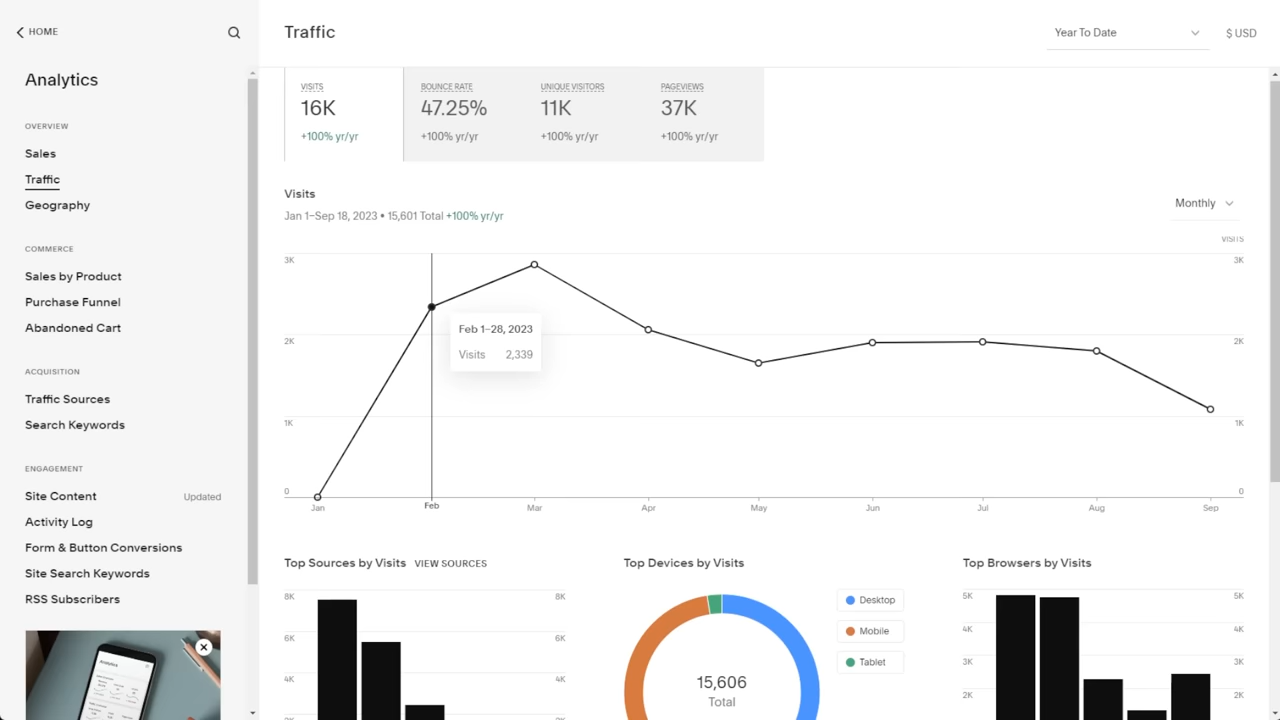 HOME
Analytics
OVERVIEW
Sales
Traffic
Geography
COMMERCE
Sales by Product
Purchase Funnel
Abandoned Cart
ACQUISITION
Traffic Sources
Search Keywords
ENGAGEMENT
Site Content Updated
Activity Log
Form & Button Conversions
Site Search Keywords
RSS Subscribers
Analytics
Traffic
Year To Date
$ USD
VISITS BOUNCE RATE UNIQUE VISITORS PAGEVIEWS
16K 47.25% 11K 37K
+100% yr/yr +100% yr/yr +100% yr/yr +100% yr/yr
Visits
Jan 1–Sep 18, 2023 • 15,601 Total +100% yr/yr
Monthly
VISITS
3K 3K
Feb 1–28, 2023
Visits 2,339
2K 2K
1K 1K
0 0
Jan Feb Mar Apr May Jun Jul Aug Sep
Top Sources by Visits VIEW SOURCES
8K 8K
6K 6K
4K 4K
Top Devices by Visits
Desktop
Mobile
Tablet
15,606
Total
Top Browsers by Visits
5K 5K
4K 4K
3K 3K
2K 2K